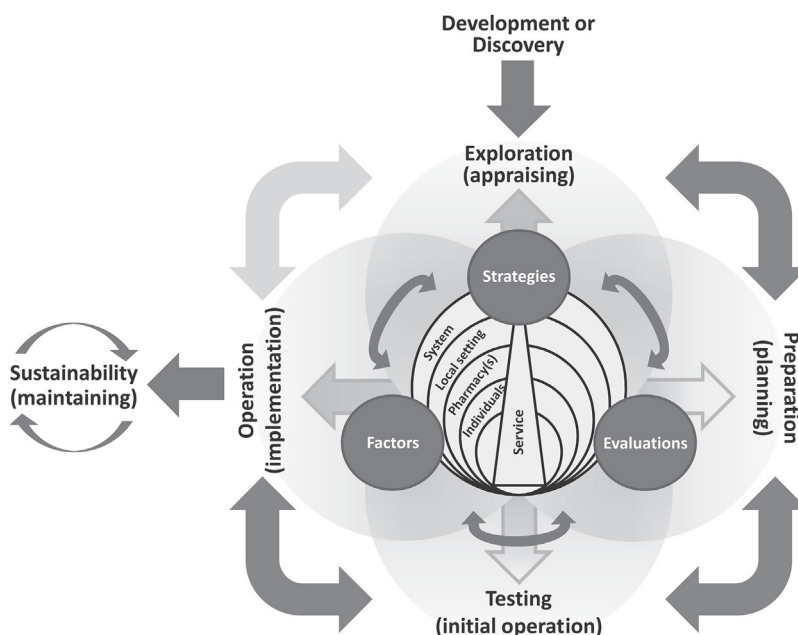 Development or
Discovery
Exploration
(appraising)
Strategies
System
Local setting
Pharmacy(s)
Individuals
Service
Factors
Evaluations
Operation
(implementation)
Preparation
(planning)
Sustainability
(maintaining)
Testing
(initial operation)